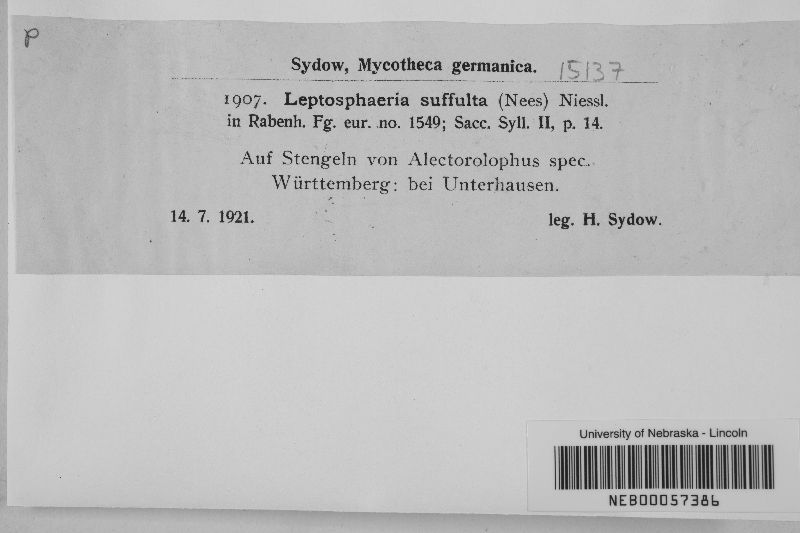 P
Sydow, Mycotheca germanica. 15137
1907. Leptosphaeria suffulta (Nees) Niessl.
in Rabenh. Fg. eur. no. 1549; Sacc. Syll. II, p. 14.
Auf Stengeln von Alectorolophus spec.
Württemberg: bei Unterhausen.
14. 7. 1921. leg. H. Sydow.
University of Nebraska - Lincoln
NEB00057386